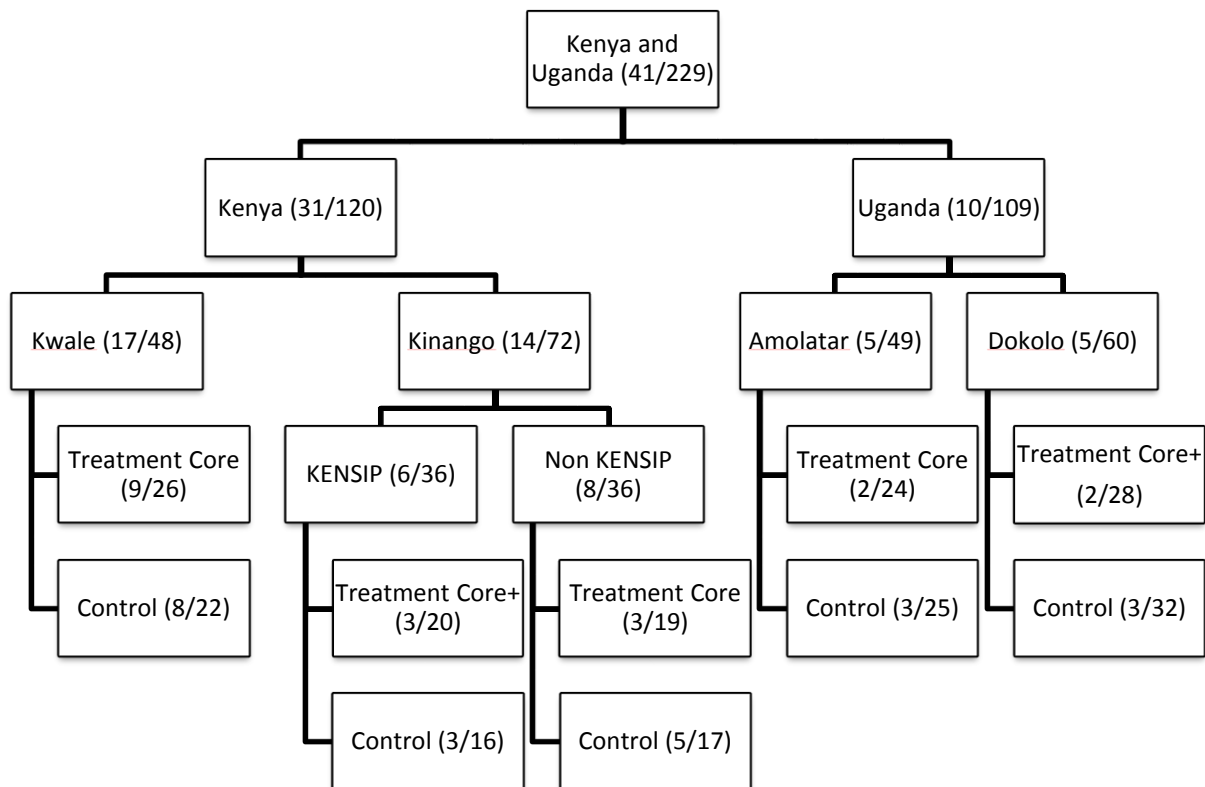 Kenya and
Uganda (41/229)
Kenya (31/120)
Uganda (10/109)
Kwale (17/48)
Kinango (14/72)
Amolatar (5/49)
Dokolo (5/60)
Treatment Core
(9/26)
KENSIP (6/36)
Non KENSIP
(8/36)
Treatment Core
(2/24)
Treatment Core+
(2/28)
Control (8/22)
Treatment Core+
(3/20)
Treatment Core
(3/19)
Control (3/25)
Control (3/32)
Control (3/16)
Control (5/17)